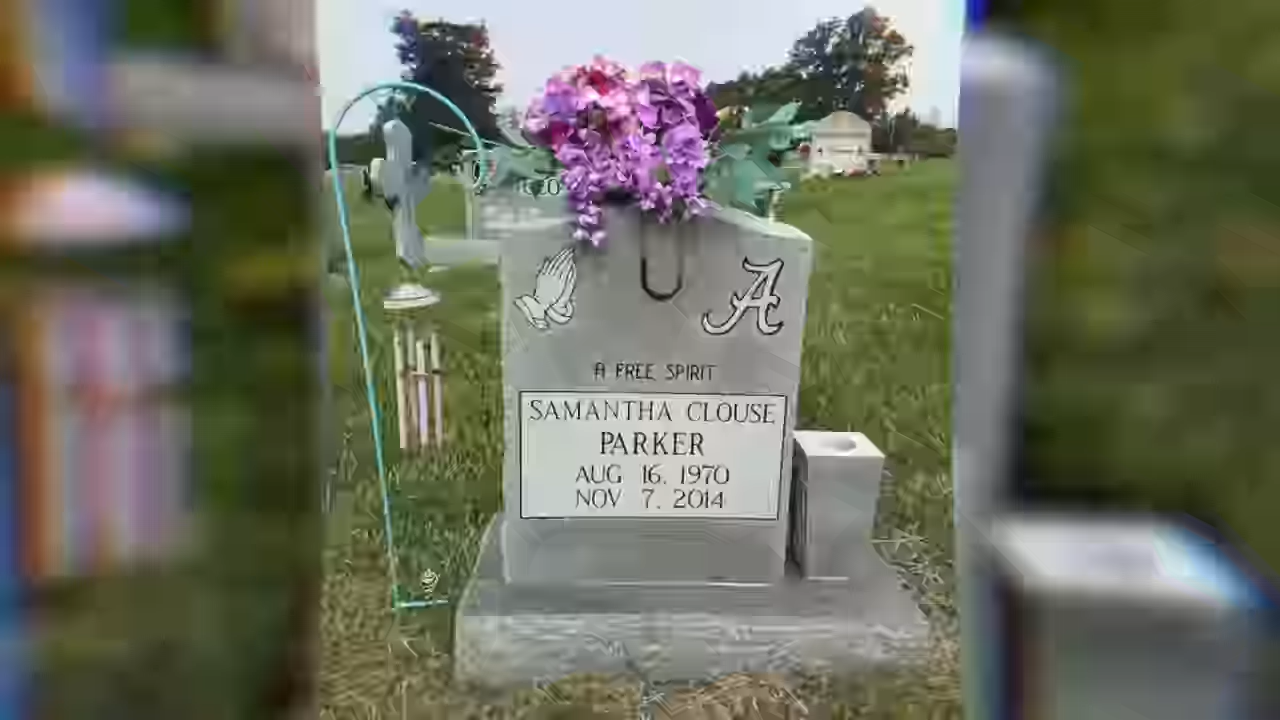 A
A FREE SPIRIT
SAMANTHA CLOUSE
PARKER
AUG 16, 1970
NOV 7, 2014